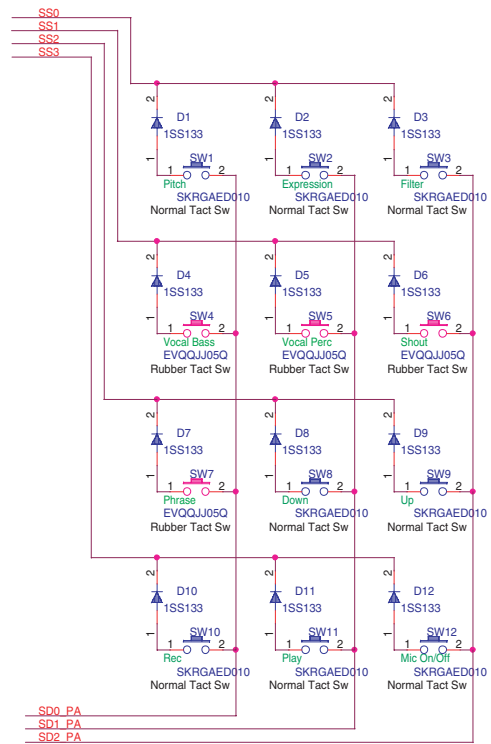 SS0
SS1
SS2
SS3
2 2 2
D1 D2 D3
1SS133 1SS133 1SS133
1 SW1 1 SW2 1 SW3
1 2 1 2 1 2
Pitch Expression Filter
SKRGAED010 SKRGAED010 SKRGAED010
Normal Tact Sw Normal Tact Sw Normal Tact Sw
2 2 2
D4 D5 D6
1SS133 1SS133 1SS133
1 SW4 1 SW5 1 SW6
1 2 1 2 1 2
Vocal Bass Vocal Perc Shout
EVQQJJ05Q EVQQJJ05Q EVQQJJ05Q
Rubber Tact Sw Rubber Tact Sw Rubber Tact Sw
2 2 2
D7 D8 D9
1SS133 1SS133 1SS133
1 SW7 1 SW8 1 SW9
1 2 1 2 1 2
Phrase Down Up
EVQQJJ05Q SKRGAED010 SKRGAED010
Rubber Tact Sw Normal Tact Sw Normal Tact Sw
2 2 2
D10 D11 D12
1SS133 1SS133 1SS133
1 SW10 1 SW11 1 SW12
1 2 1 2 1 2
Rec Play Mic On/Off
SKRGAED010 SKRGAED010 SKRGAED010
Normal Tact Sw Normal Tact Sw Normal Tact Sw
SD0_PA
SD1_PA
SD2_PA